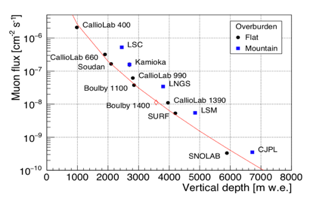 Muon flux [cm⁻² s⁻¹]
10⁻⁶
10⁻⁷
10⁻⁸
10⁻⁹
10⁻¹⁰
CallioLab 400
Overburden
Flat
Mountain
LSC
CallioLab 660
Kamioka
Soudan
CallioLab 990
LNGS
Boulby 1100
CallioLab 1390
Boulby 1400
LSM
SURF
SNOLAB
CJPL
0 1000 2000 3000 4000 5000 6000 7000 8000
Vertical depth [m w.e.]